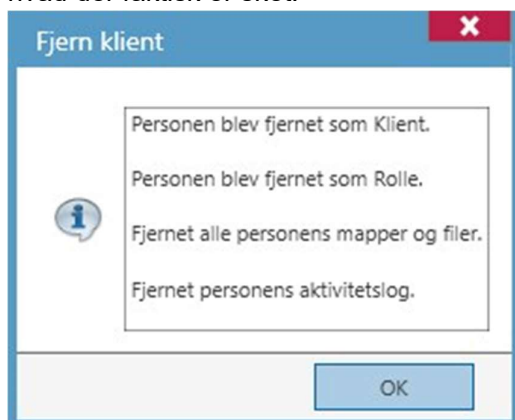 Fjern klient
Personen blev fjernet som Klient.
Personen blev fjernet som Rolle.
Fjernet alle personens mapper og filer.
Fjernet personens aktivitetslog.
OK